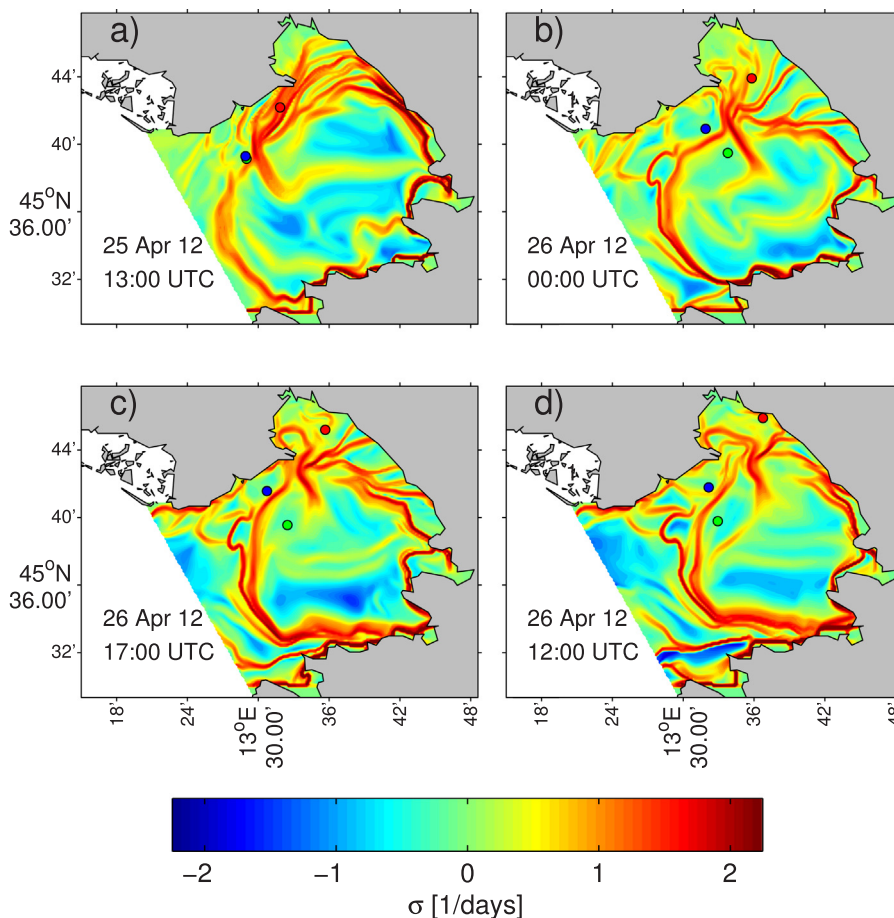 a)
b)
44'
40'
45°N
36.00'
32'
25 Apr 12
13:00 UTC
26 Apr 12
00:00 UTC
c)
d)
44'
40'
45°N
36.00'
32'
26 Apr 12
17:00 UTC
26 Apr 12
12:00 UTC
18' 24' 13°E 30.00' 36' 42' 18' 24' 13°E 30.00' 36' 42' 48'
−2 −1 0 1 2
σ [1/days]